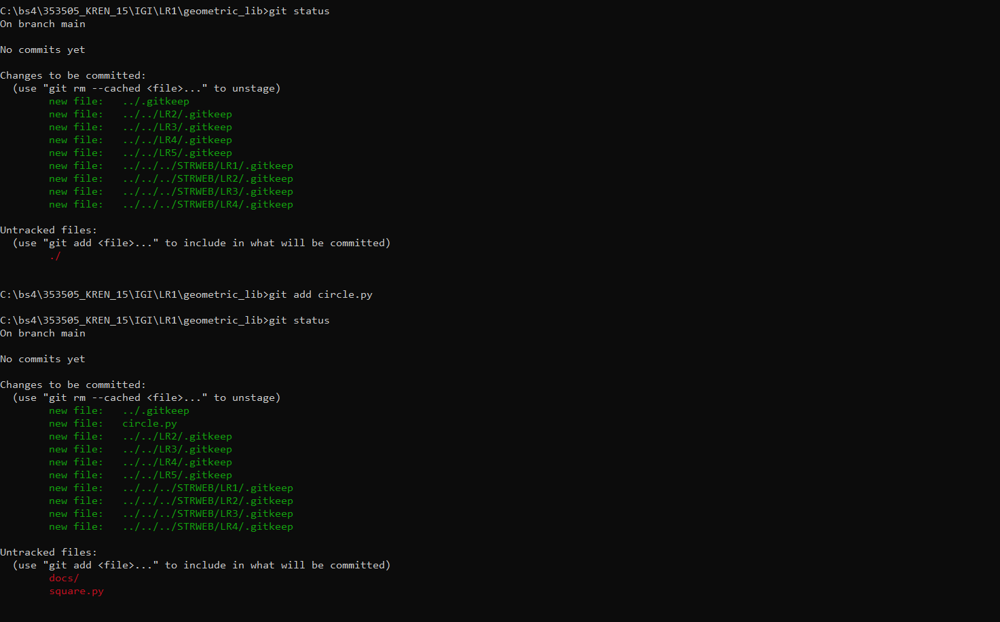 C:\bs4\353505_KREN_15\IGI\LR1\geometric_lib>git status
On branch main
No commits yet
Changes to be committed:
  (use "git rm --cached <file>..." to unstage)
        new file:   ../.gitkeep
        new file:   ../../LR2/.gitkeep
        new file:   ../../LR3/.gitkeep
        new file:   ../../LR4/.gitkeep
        new file:   ../../LR5/.gitkeep
        new file:   ../../../STRWEB/LR1/.gitkeep
        new file:   ../../../STRWEB/LR2/.gitkeep
        new file:   ../../../STRWEB/LR3/.gitkeep
        new file:   ../../../STRWEB/LR4/.gitkeep
Untracked files:
  (use "git add <file>..." to include in what will be committed)
        ./
C:\bs4\353505_KREN_15\IGI\LR1\geometric_lib>git add circle.py
C:\bs4\353505_KREN_15\IGI\LR1\geometric_lib>git status
On branch main
No commits yet
Changes to be committed:
  (use "git rm --cached <file>..." to unstage)
        new file:   ../.gitkeep
        new file:   circle.py
        new file:   ../../LR2/.gitkeep
        new file:   ../../LR3/.gitkeep
        new file:   ../../LR4/.gitkeep
        new file:   ../../LR5/.gitkeep
        new file:   ../../../STRWEB/LR1/.gitkeep
        new file:   ../../../STRWEB/LR2/.gitkeep
        new file:   ../../../STRWEB/LR3/.gitkeep
        new file:   ../../../STRWEB/LR4/.gitkeep
Untracked files:
  (use "git add <file>..." to include in what will be committed)
        docs/
        square.py